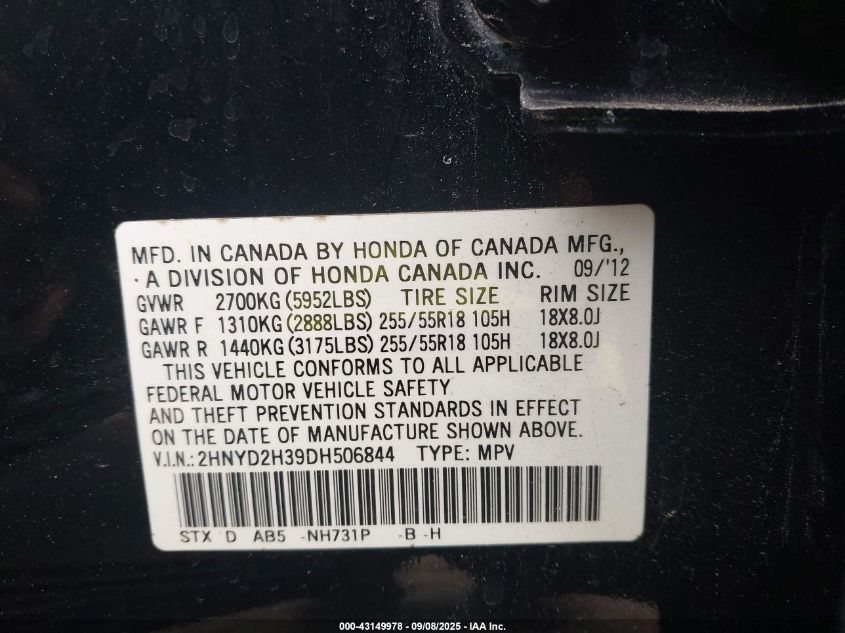 MFD. IN CANADA BY HONDA OF CANADA MFG.,
A DIVISION OF HONDA CANADA INC. 09/'12
GVWR 2700KG (5952LBS) TIRE SIZE RIM SIZE
GAWR F 1310KG (2888LBS) 255/55R18 105H 18X8.0J
GAWR R 1440KG (3175LBS) 255/55R18 105H 18X8.0J
THIS VEHICLE CONFORMS TO ALL APPLICABLE
FEDERAL MOTOR VEHICLE SAFETY
AND THEFT PREVENTION STANDARDS IN EFFECT
ON THE DATE OF MANUFACTURE SHOWN ABOVE.
V.I.N.:2HNYD2H39DH506844 TYPE: MPV
STX D AB5 -NH731P -B -H
000-43149978 - 09/08/2025 - IAA Inc.